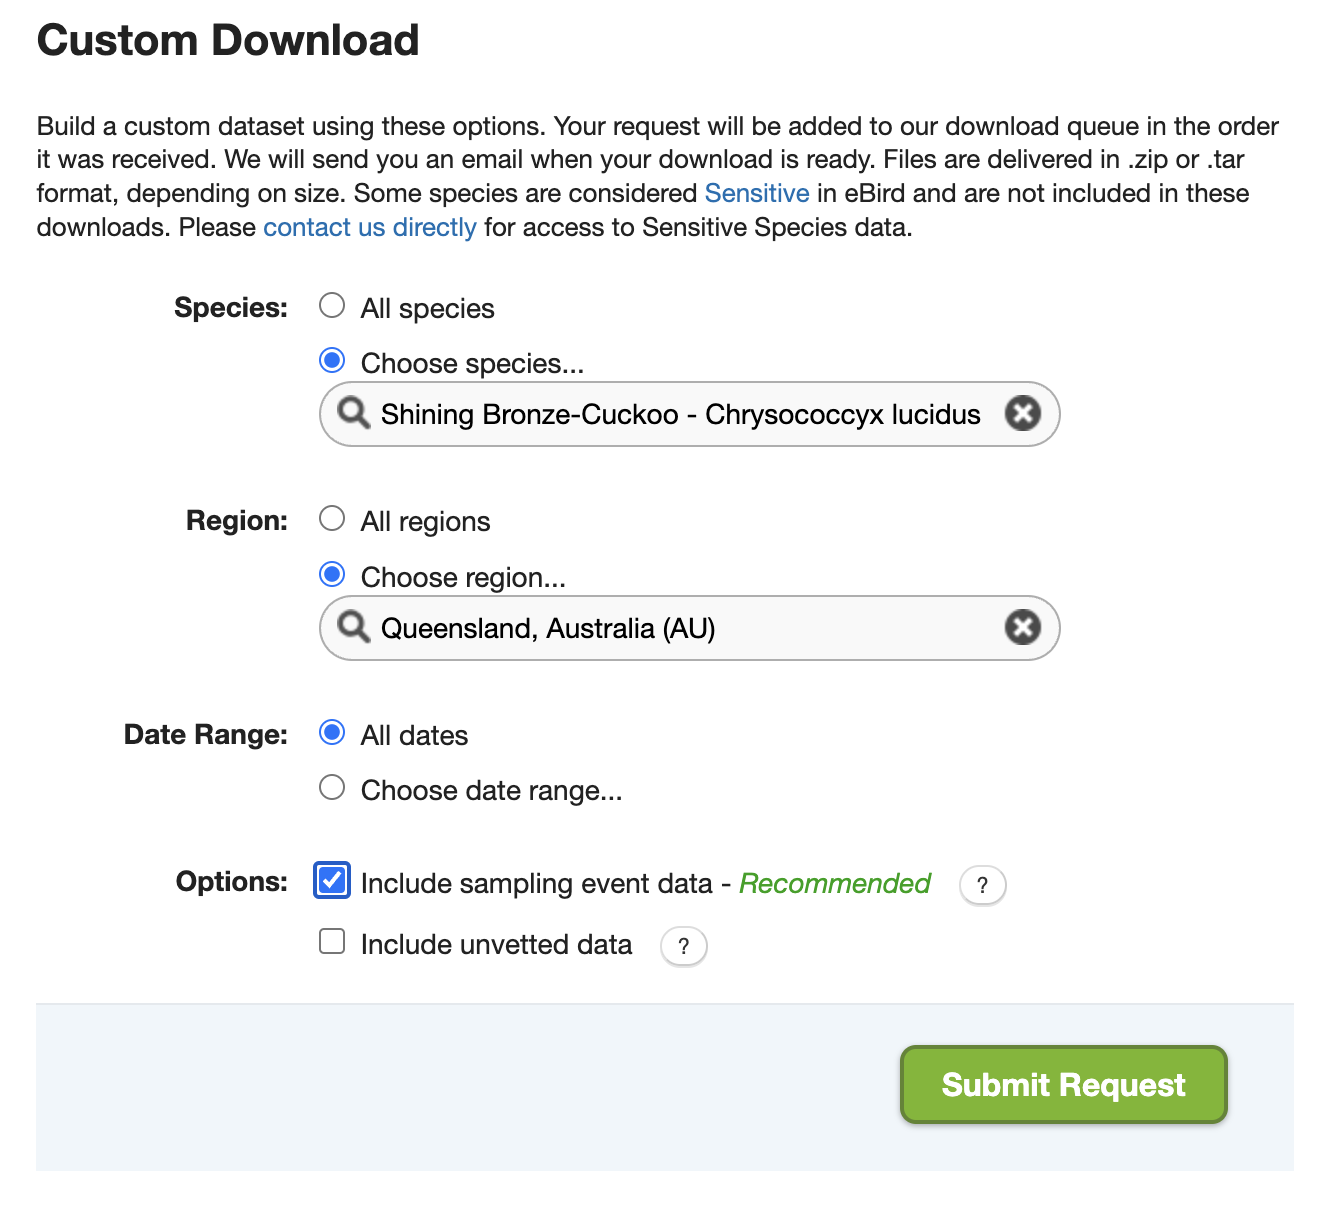 Custom Download
Build a custom dataset using these options. Your request will be added to our download queue in the order
it was received. We will send you an email when your download is ready. Files are delivered in .zip or .tar
format, depending on size. Some species are considered Sensitive in eBird and are not included in these
downloads. Please contact us directly for access to Sensitive Species data.
Species: All species
Choose species...
Shining Bronze-Cuckoo - Chrysococcyx lucidus
Region: All regions
Choose region...
Queensland, Australia (AU)
Date Range: All dates
Choose date range...
Options: Include sampling event data - Recommended ?
Include unvetted data ?
Submit Request